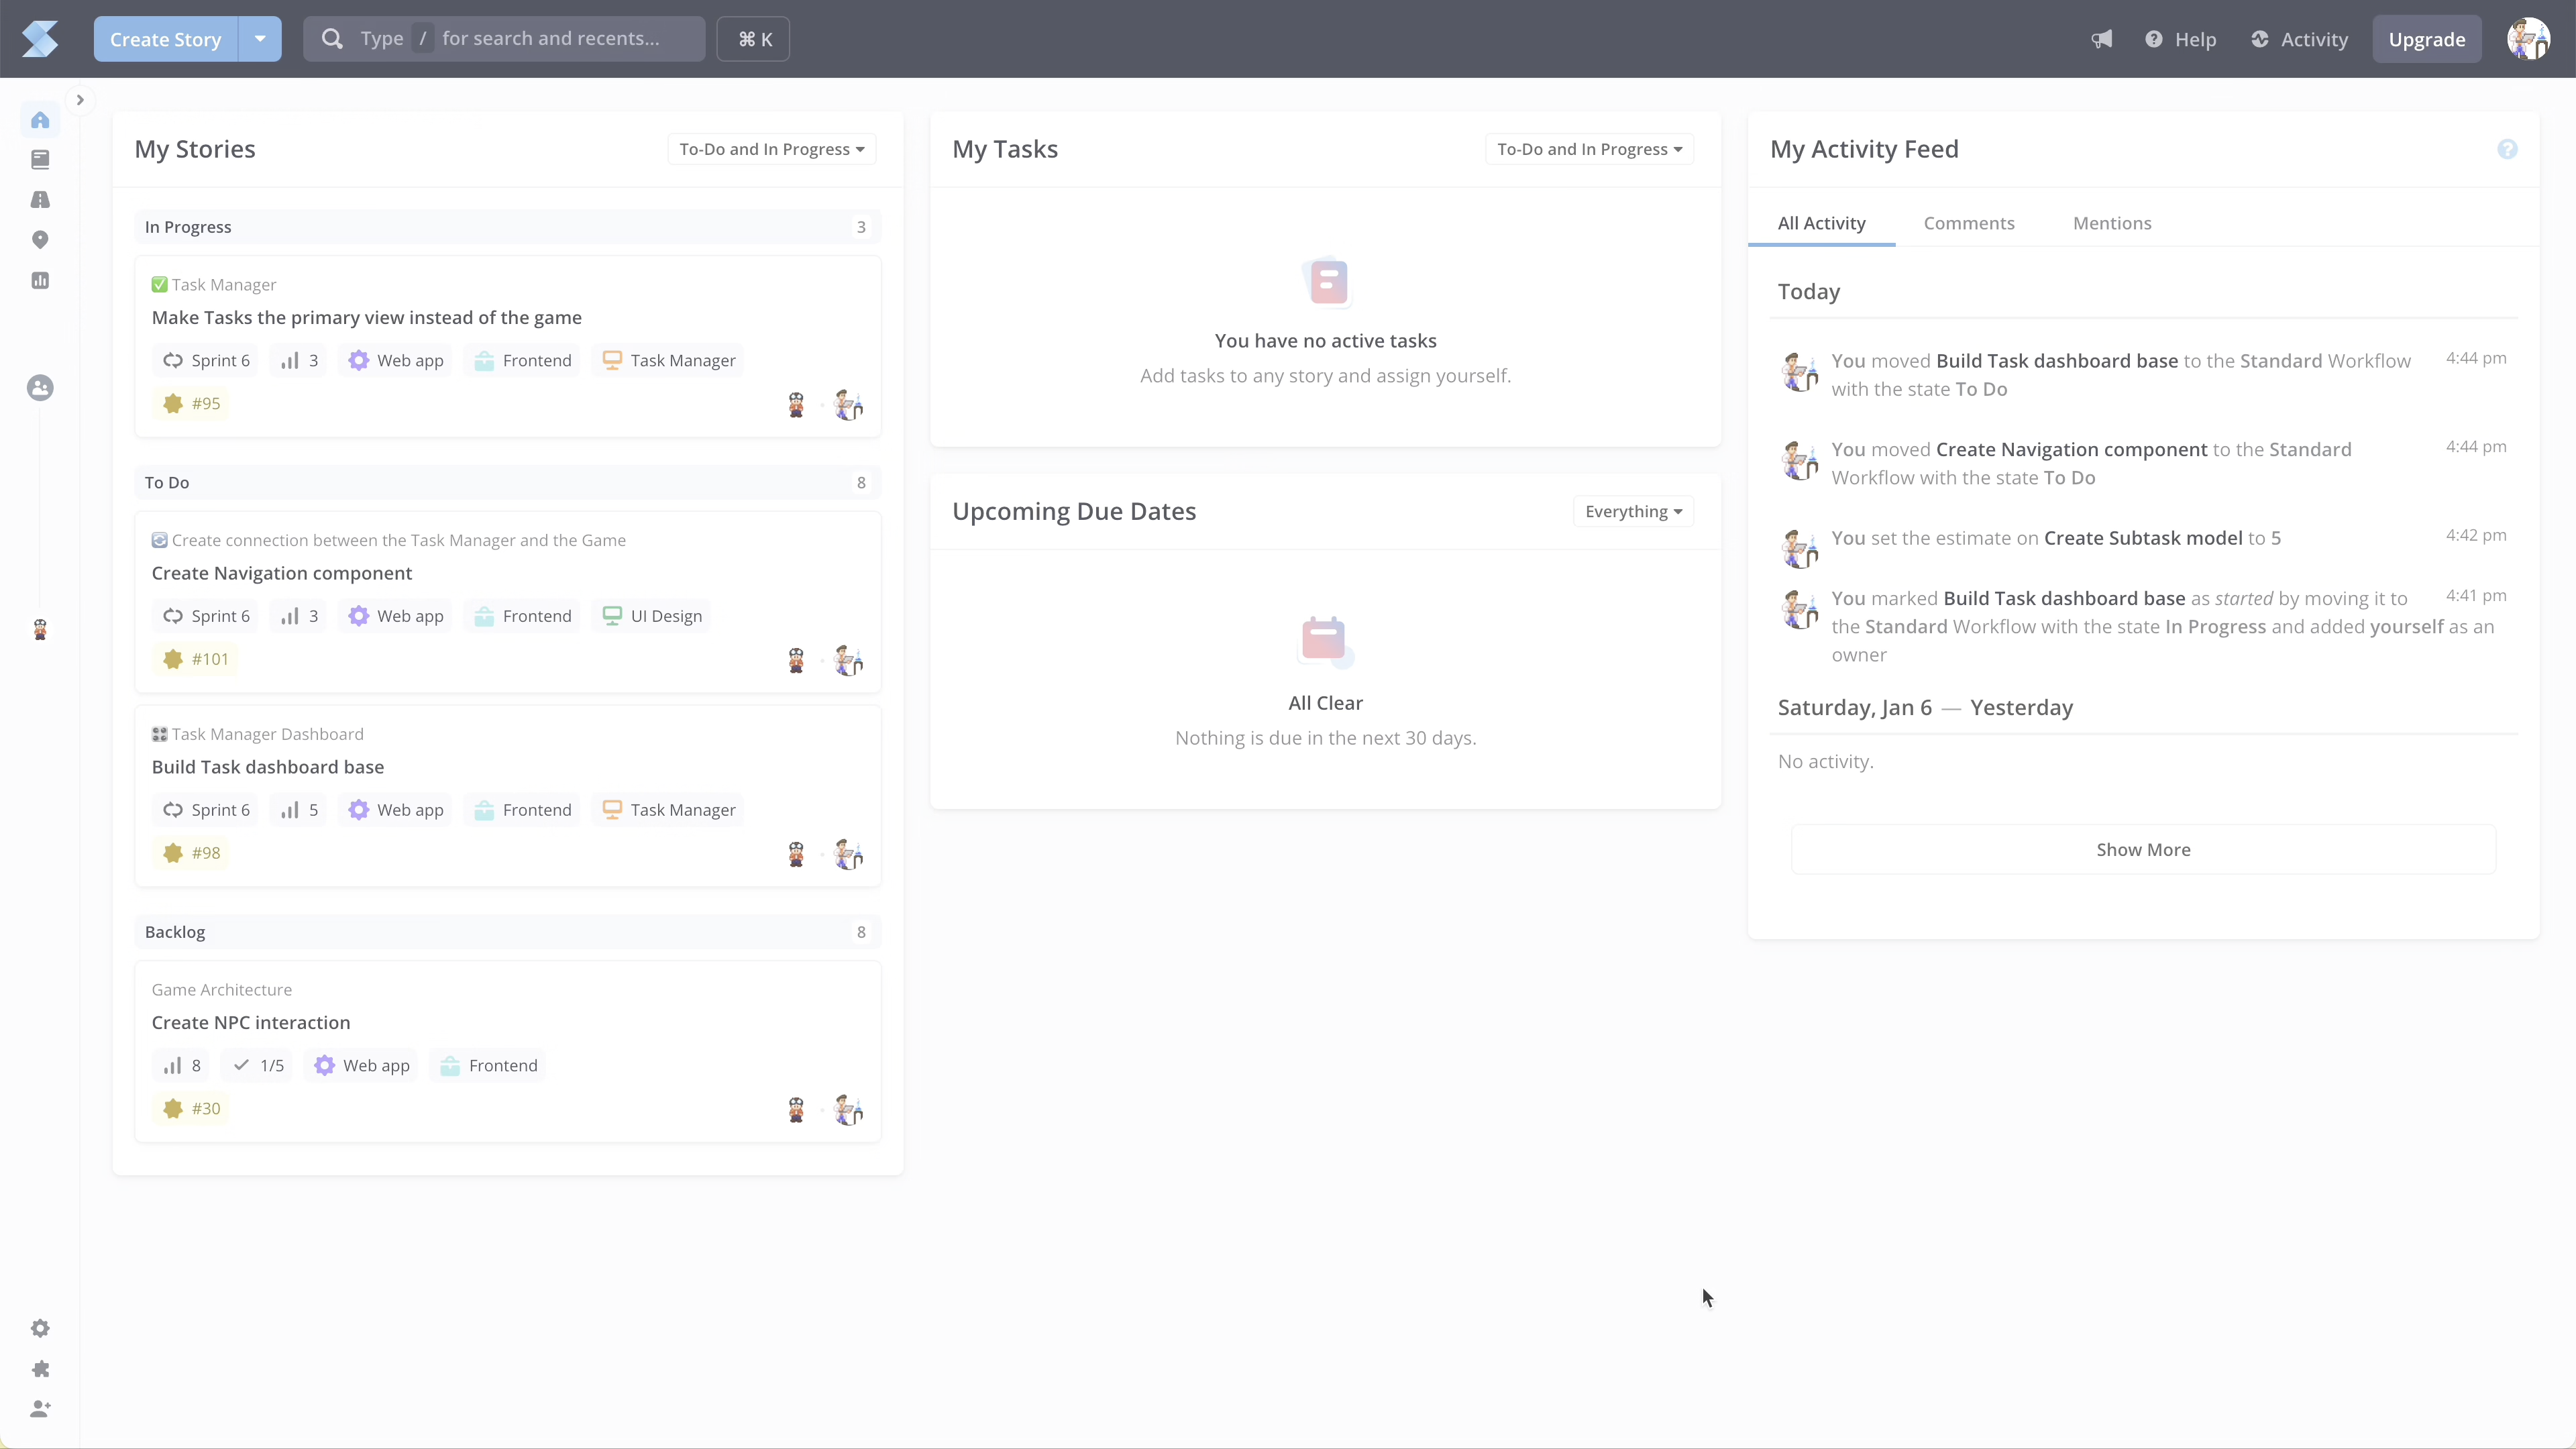 Create Story
Type / for search and recents...
⌘ K
Help
Activity
Upgrade
My Stories
To-Do and In Progress
In Progress
3
Task Manager
Make Tasks the primary view instead of the game
Sprint 6
3
Web app
Frontend
Task Manager
#95
To Do
8
Create connection between the Task Manager and the Game
Create Navigation component
Sprint 6
3
Web app
Frontend
UI Design
#101
Task Manager Dashboard
Build Task dashboard base
Sprint 6
5
Web app
Frontend
Task Manager
#98
Backlog
8
Game Architecture
Create NPC interaction
8
1/5
Web app
Frontend
#30
My Tasks
To-Do and In Progress
You have no active tasks
Add tasks to any story and assign yourself.
Upcoming Due Dates
Everything
All Clear
Nothing is due in the next 30 days.
My Activity Feed
?
All Activity
Comments
Mentions
Today
You moved Build Task dashboard base to the Standard Workflow
with the state To Do
4:44 pm
You moved Create Navigation component to the Standard
Workflow with the state To Do
4:44 pm
You set the estimate on Create Subtask model to 5
4:42 pm
You marked Build Task dashboard base as started by moving it to
the Standard Workflow with the state In Progress and added yourself as an
owner
4:41 pm
Saturday, Jan 6 — Yesterday
No activity.
Show More